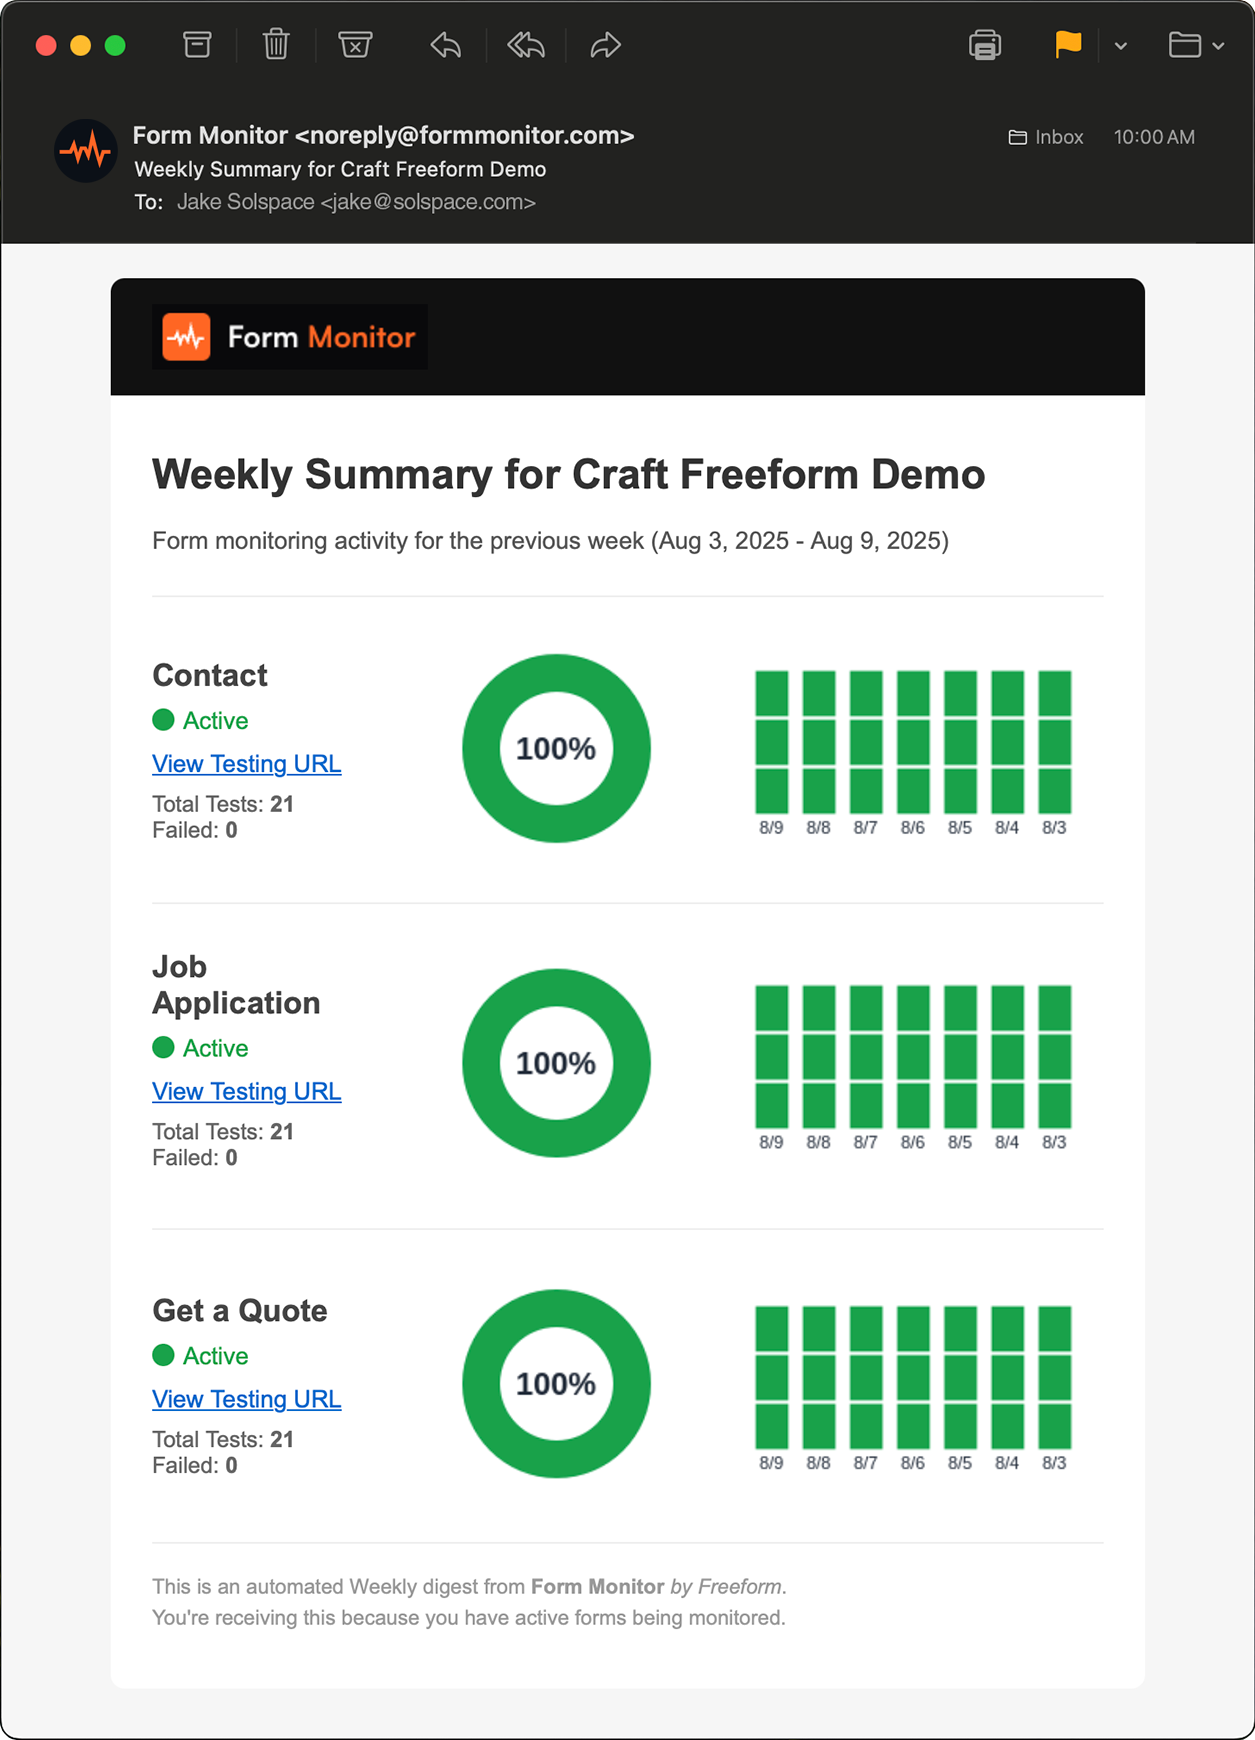 Form Monitor <noreply@formmonitor.com>
Inbox
10:00 AM
Weekly Summary for Craft Freeform Demo
To: Jake Solspace <jake@solspace.com>
Form Monitor
Weekly Summary for Craft Freeform Demo
Form monitoring activity for the previous week (Aug 3, 2025 - Aug 9, 2025)
Contact
Active
View Testing URL
Total Tests: 21
Failed: 0
100%
8/9 8/8 8/7 8/6 8/5 8/4 8/3
Job
Application
Active
View Testing URL
Total Tests: 21
Failed: 0
100%
8/9 8/8 8/7 8/6 8/5 8/4 8/3
Get a Quote
Active
View Testing URL
Total Tests: 21
Failed: 0
100%
8/9 8/8 8/7 8/6 8/5 8/4 8/3
This is an automated Weekly digest from Form Monitor by Freeform.
You're receiving this because you have active forms being monitored.